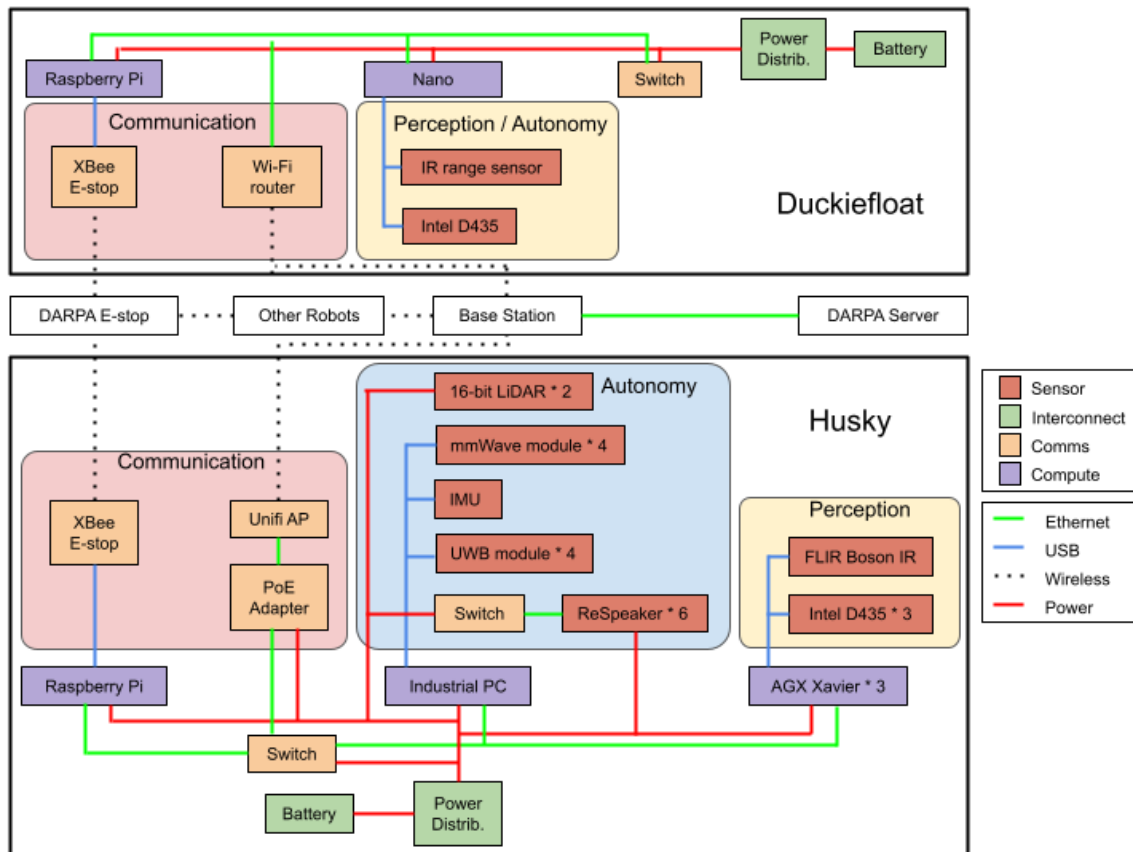 Power
Distrib.
Battery
Raspberry Pi
Nano
Switch
Communication
Perception / Autonomy
XBee
E-stop
Wi-Fi
router
IR range sensor
Intel D435
Duckiefloat
DARPA E-stop
Other Robots
Base Station
DARPA Server
16-bit LiDAR * 2
Autonomy
Husky
mmWave module * 4
Communication
IMU
XBee
E-stop
Unifi AP
UWB module * 4
PoE
Adapter
Switch
ReSpeaker * 6
Perception
FLIR Boson IR
Intel D435 * 3
Raspberry Pi
Industrial PC
AGX Xavier * 3
Switch
Battery
Power
Distrib.
Sensor
Interconnect
Comms
Compute
Ethernet
USB
Wireless
Power